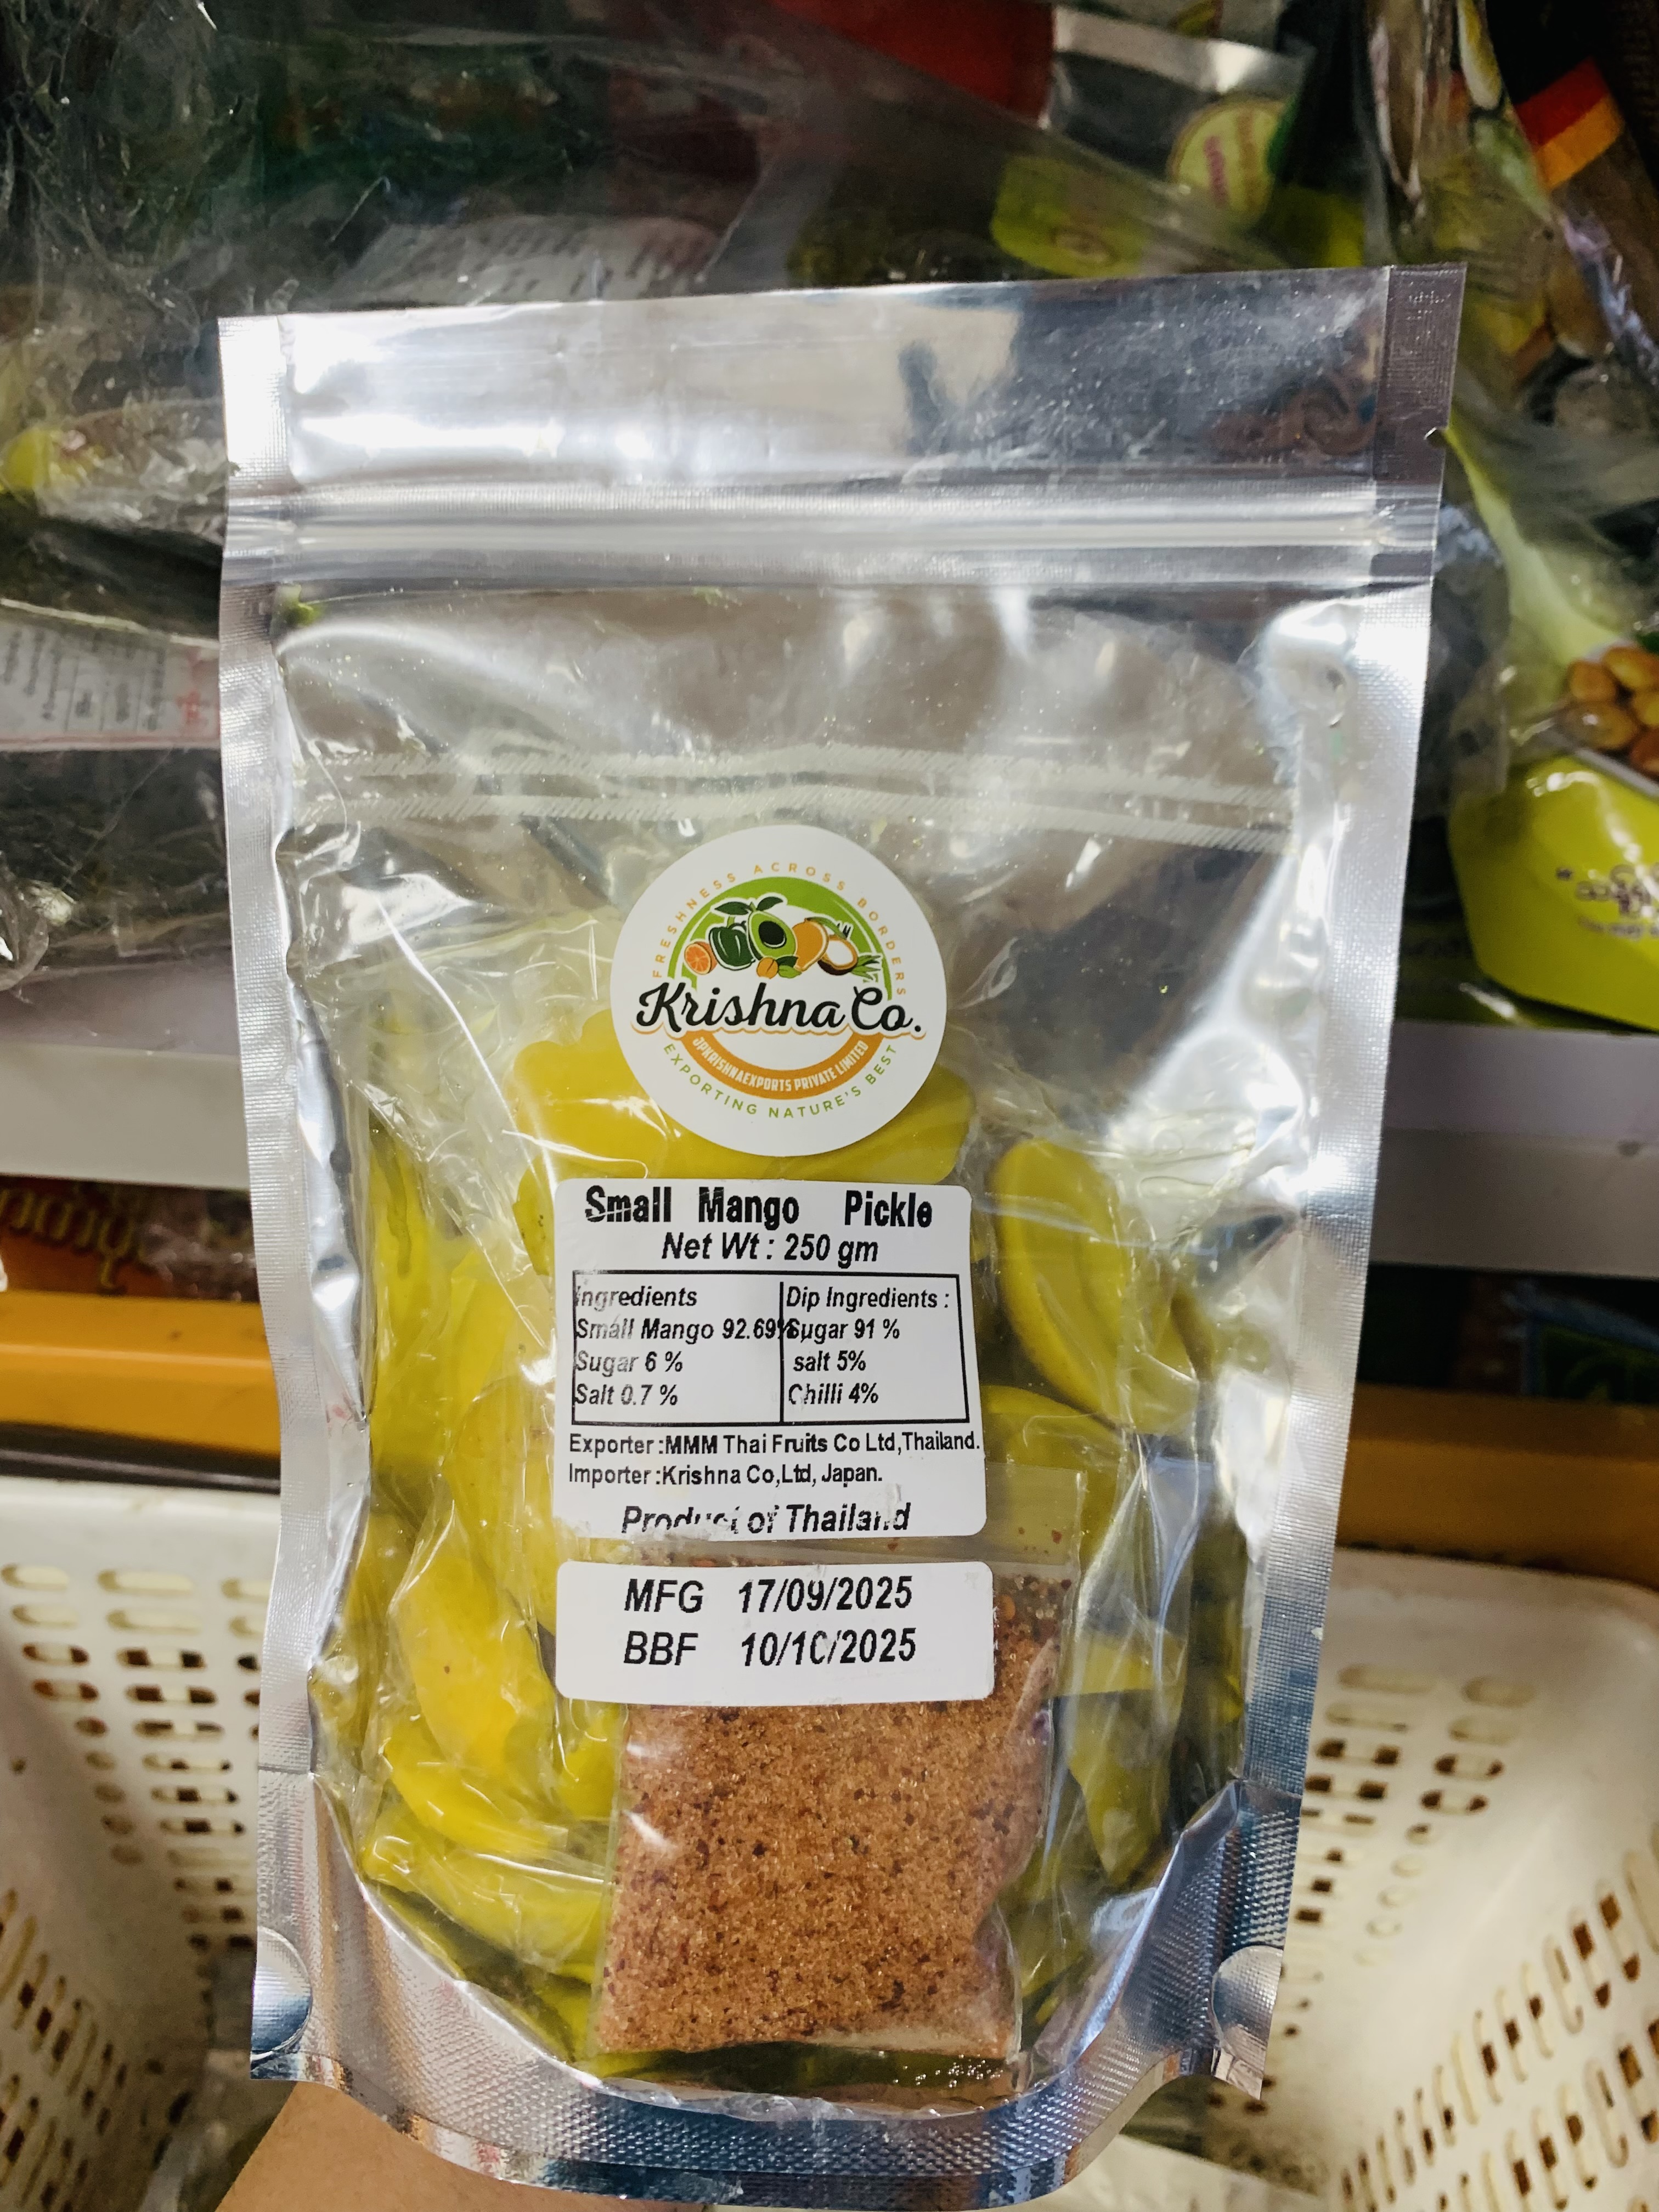 FRESHNESS ACROSS BORDERS
Krishna Co.
JPKRISHNAEXPORTS PRIVATE LIMITED
EXPORTING NATURE'S BEST
Small Mango Pickle
Net Wt : 250 gm
Ingredients
Small Mango 92.69%
Sugar 6 %
Salt 0.7 %
Dip Ingredients :
Sugar 91 %
salt 5%
Chilli 4%
Exporter :MMM Thai Fruits Co Ltd,Thailand.
Importer :Krishna Co,Ltd, Japan.
Product of Thailand
MFG 17/09/2025
BBF 10/10/2025